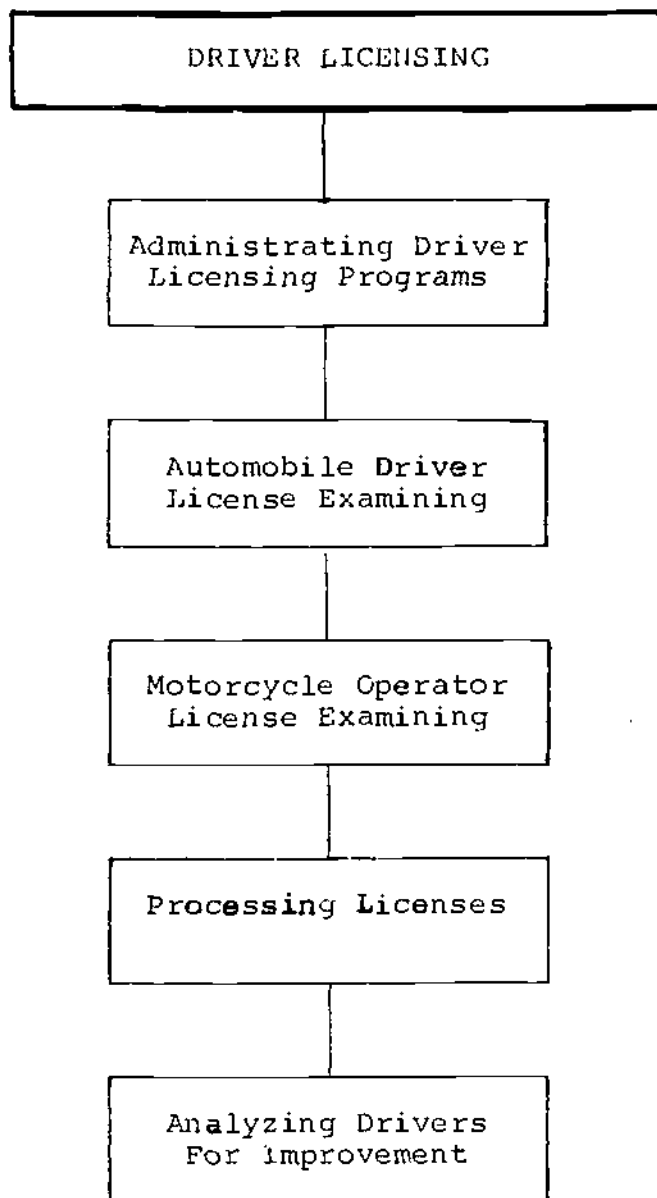 DRIVER LICENSING
Administrating Driver
Licensing Programs
Automobile Driver
License Examining
Motorcycle Operator
License Examining
Processing Licenses
Analyzing Drivers
For Improvement